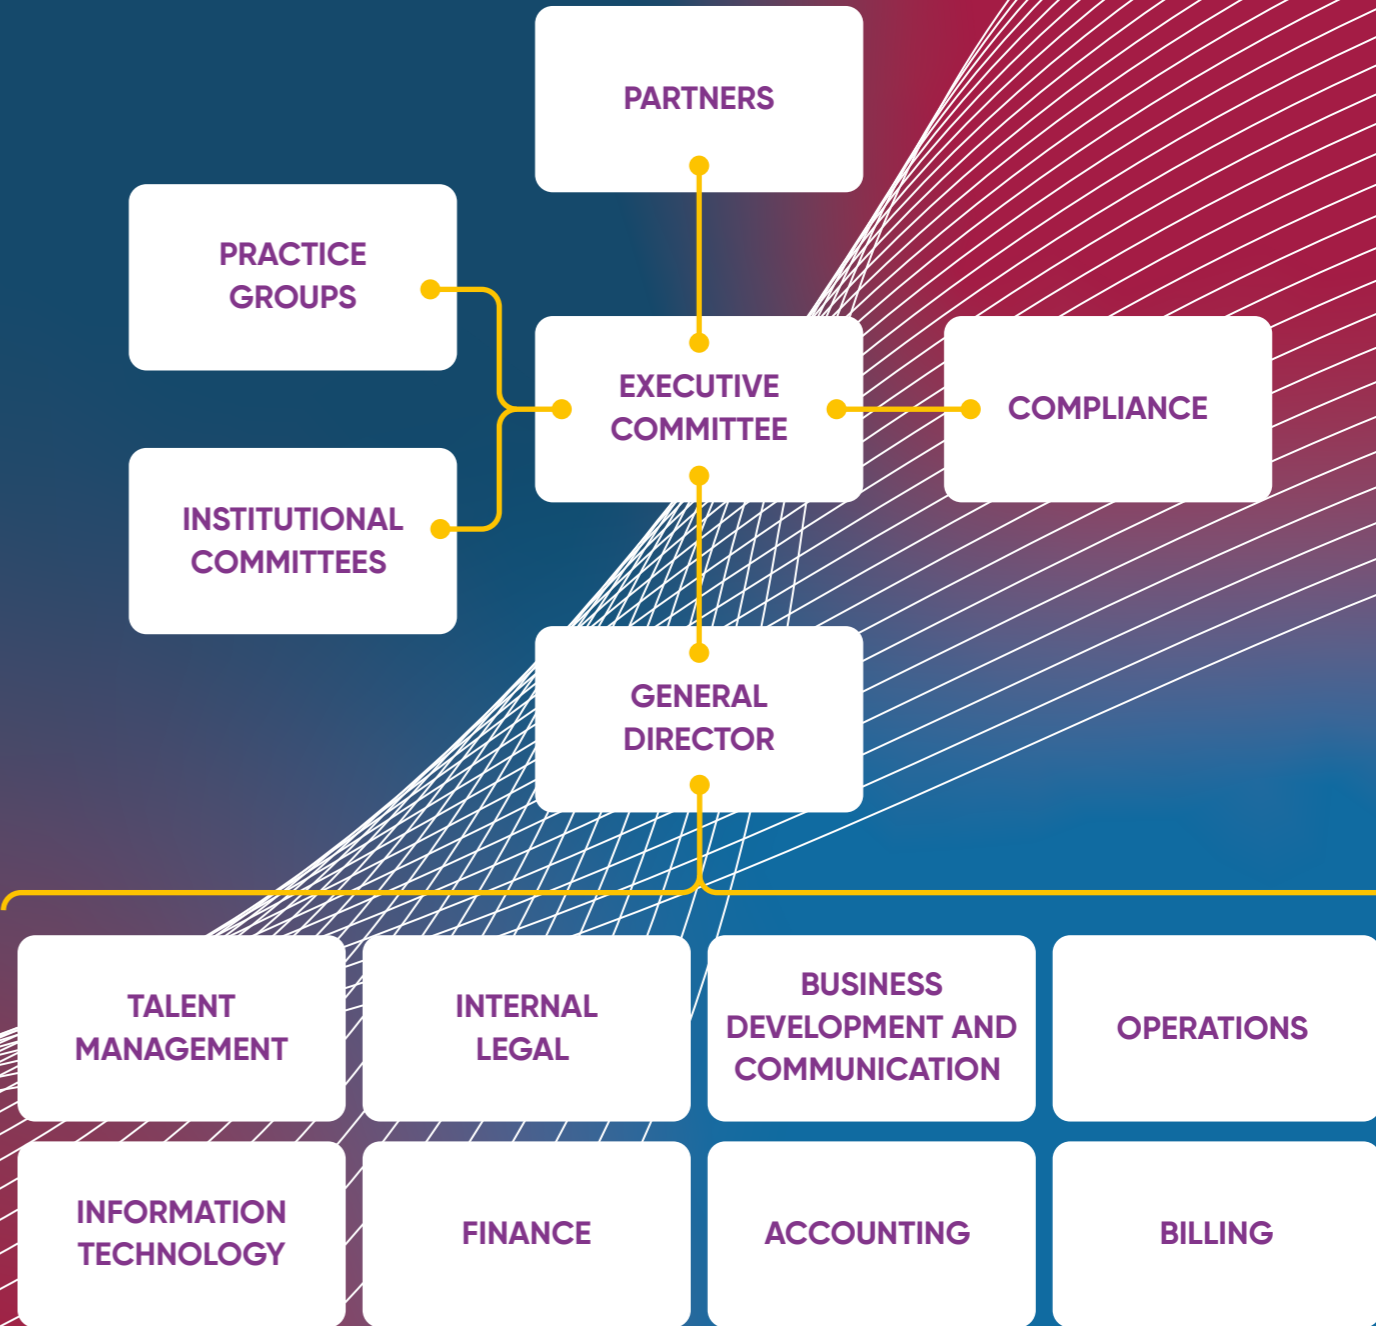 PARTNERS
PRACTICE
GROUPS
EXECUTIVE
COMMITTEE
COMPLIANCE
INSTITUTIONAL
COMMITTEES
GENERAL
DIRECTOR
TALENT
MANAGEMENT
INTERNAL
LEGAL
BUSINESS
DEVELOPMENT AND
COMMUNICATION
OPERATIONS
INFORMATION
TECHNOLOGY
FINANCE
ACCOUNTING
BILLING